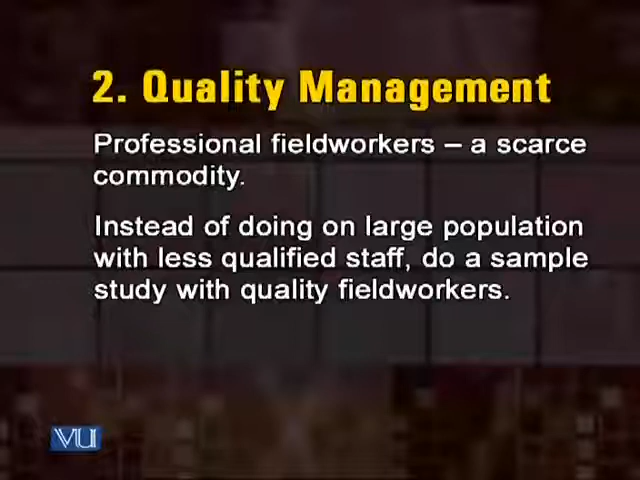 2. Quality Management
Professional fieldworkers – a scarce
commodity.
Instead of doing on large population
with less qualified staff, do a sample
study with quality fieldworkers.
VU